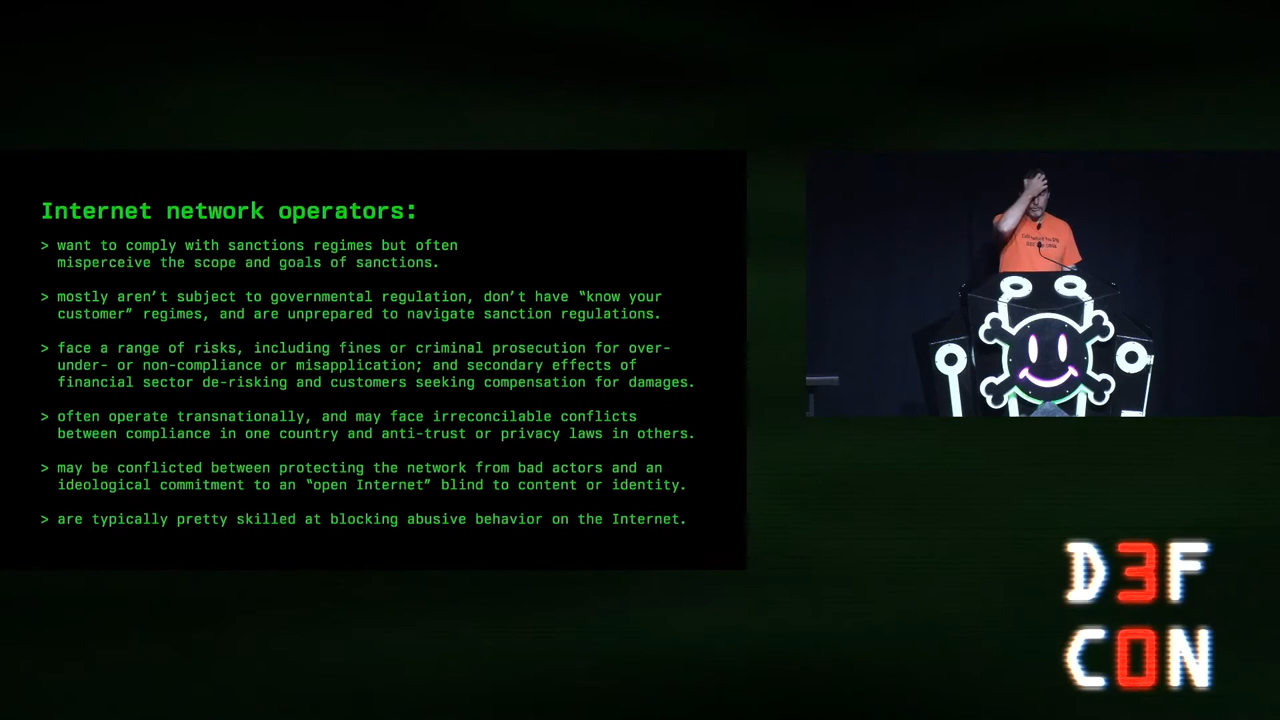 Internet network operators:
> want to comply with sanctions regimes but often
misperceive the scope and goals of sanctions.
> mostly aren’t subject to governmental regulation, don’t have “know your
customer” regimes, and are unprepared to navigate sanction regulations.
> face a range of risks, including fines or criminal prosecution for over-
under- or non-compliance or misapplication; and secondary effects of
financial sector de-risking and customers seeking compensation for damages.
> often operate transnationally, and may face irreconcilable conflicts
between compliance in one country and anti-trust or privacy laws in others.
> may be conflicted between protecting the network from bad actors and an
ideological commitment to an “open Internet” blind to content or identity.
> are typically pretty skilled at blocking abusive behavior on the Internet.
D3F
C0N